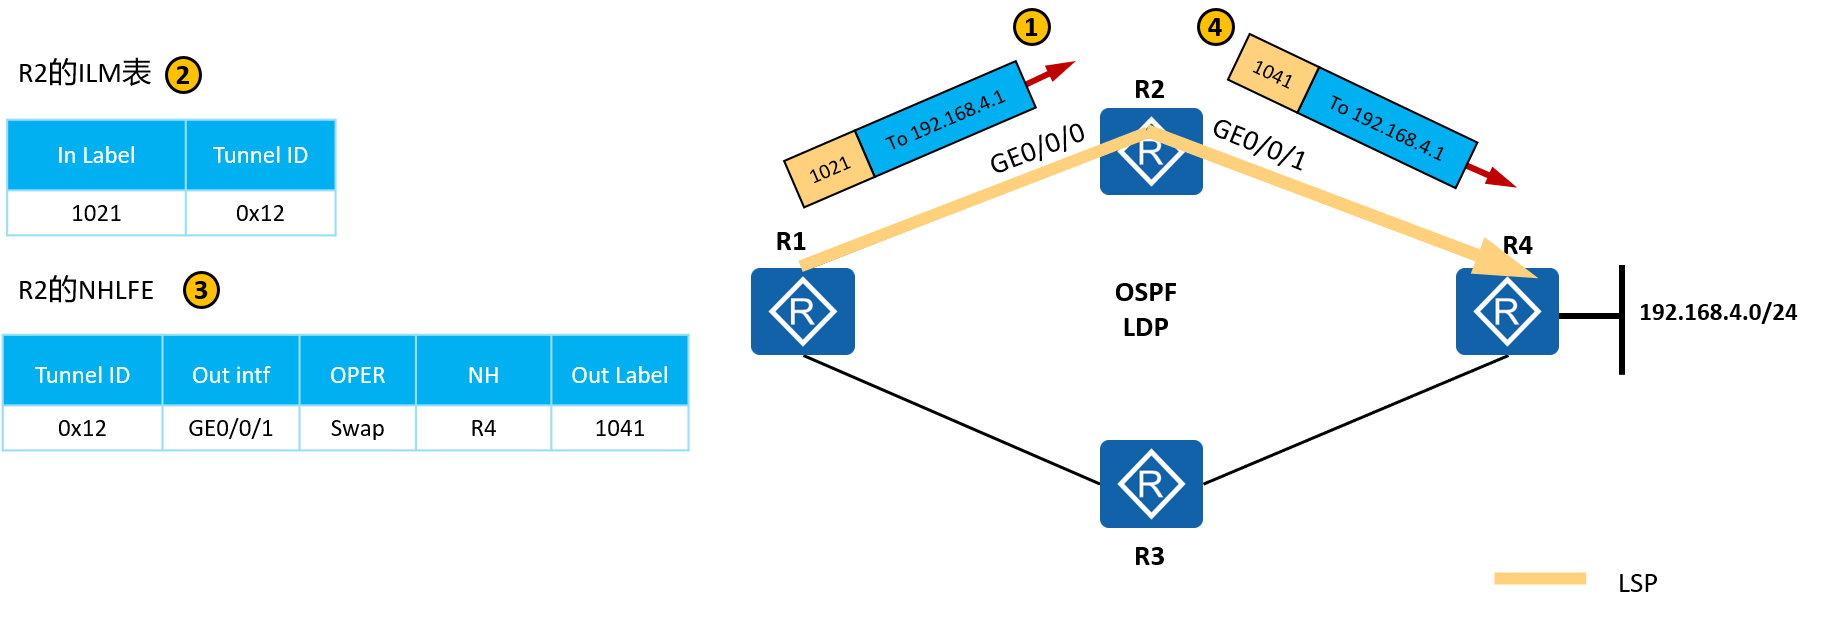 R2的ILM表 2
In Label Tunnel ID
1021 0x12
R2的NHLFE 3
Tunnel ID Out intf OPER NH Out Label
0x12 GE0/0/1 Swap R4 1041
1
1021 To 192.168.4.1
4
1041 To 192.168.4.1
R2
R
GE0/0/0
GE0/0/1
R1
R
OSPF
LDP
R4
R
192.168.4.0/24
R
R3
LSP